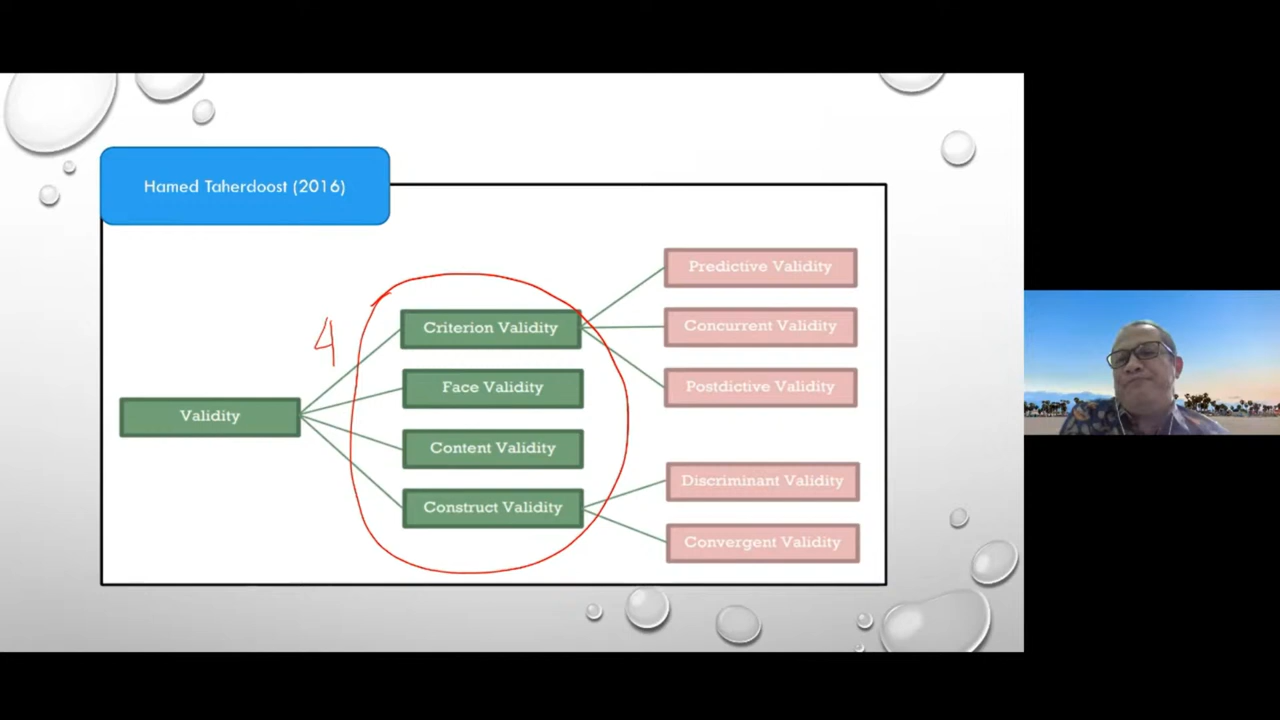 Hamed Taherdoost (2016)
Predictive Validity
4
Criterion Validity
Concurrent Validity
Face Validity
Postdictive Validity
Validity
Content Validity
Discriminant Validity
Construct Validity
Convergent Validity